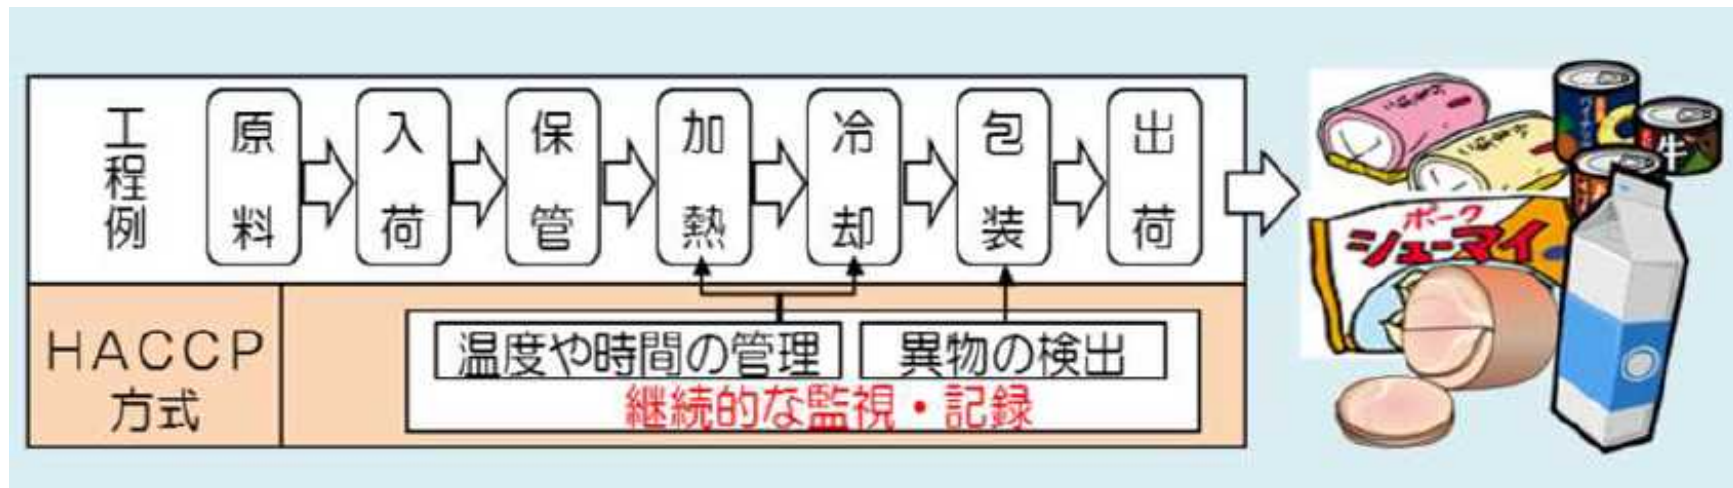 工程例
原料
入荷
保管
加熱
冷却
包装
出荷
HACCP
方式
温度や時間の管理
異物の検出
継続的な監視・記録
ポーク
シューマイ
牛